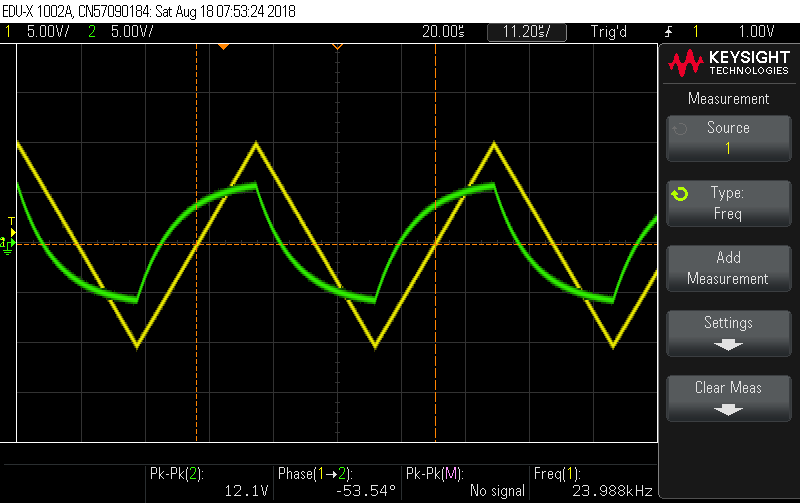 EDU-X 1002A, CN57090184: Sat Aug 18 07:53:24 2018
1 5.00V/ 2 5.00V/ 20.00㎲ 11.20㎲/ Trig'd 1 1.00V
KEYSIGHT
TECHNOLOGIES
Measurement
Source
1
Type:
Freq
Add
Measurement
Settings
Clear Meas
T
Pk-Pk(2): Phase(1→2): Pk-Pk(M): Freq(1):
12.1V -53.54° No signal 23.988kHz